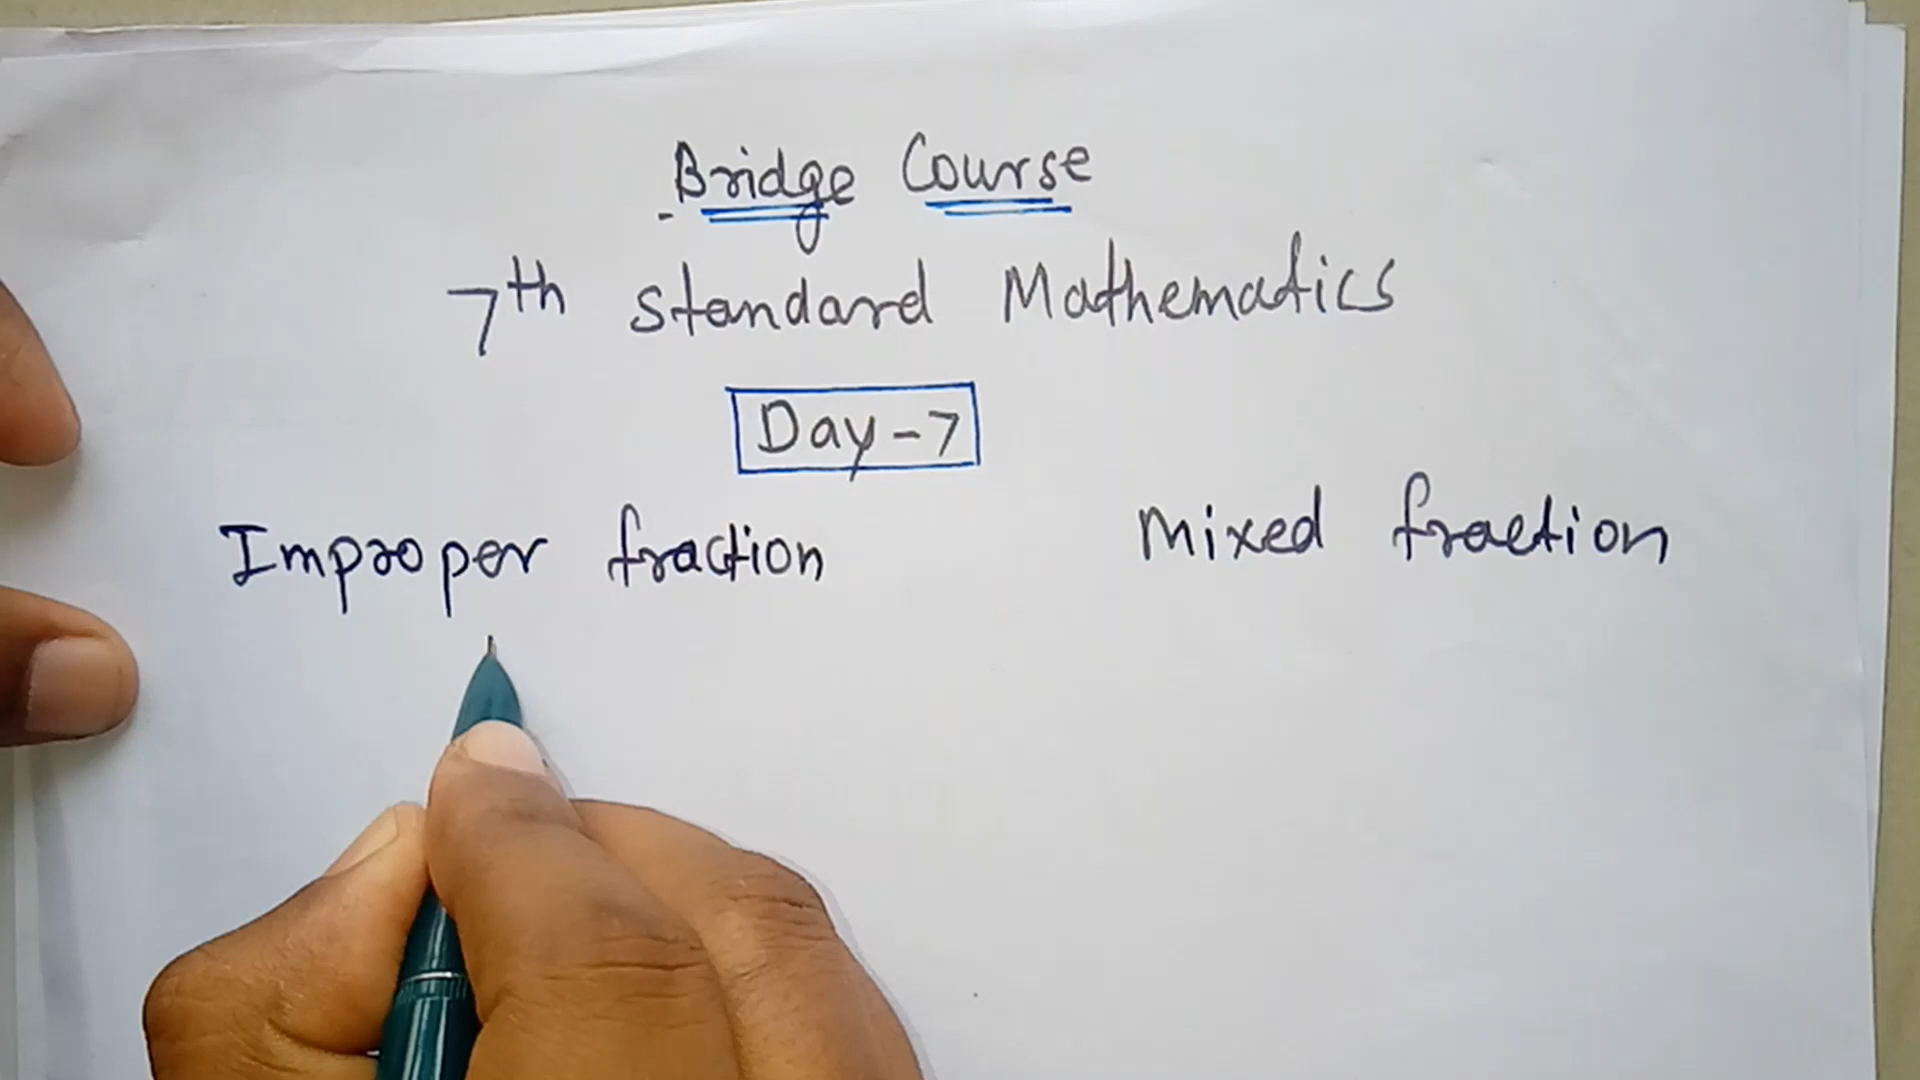 Bridge Course
7th standard Mathematics
Day-7
Improper fraction
Mixed fraction